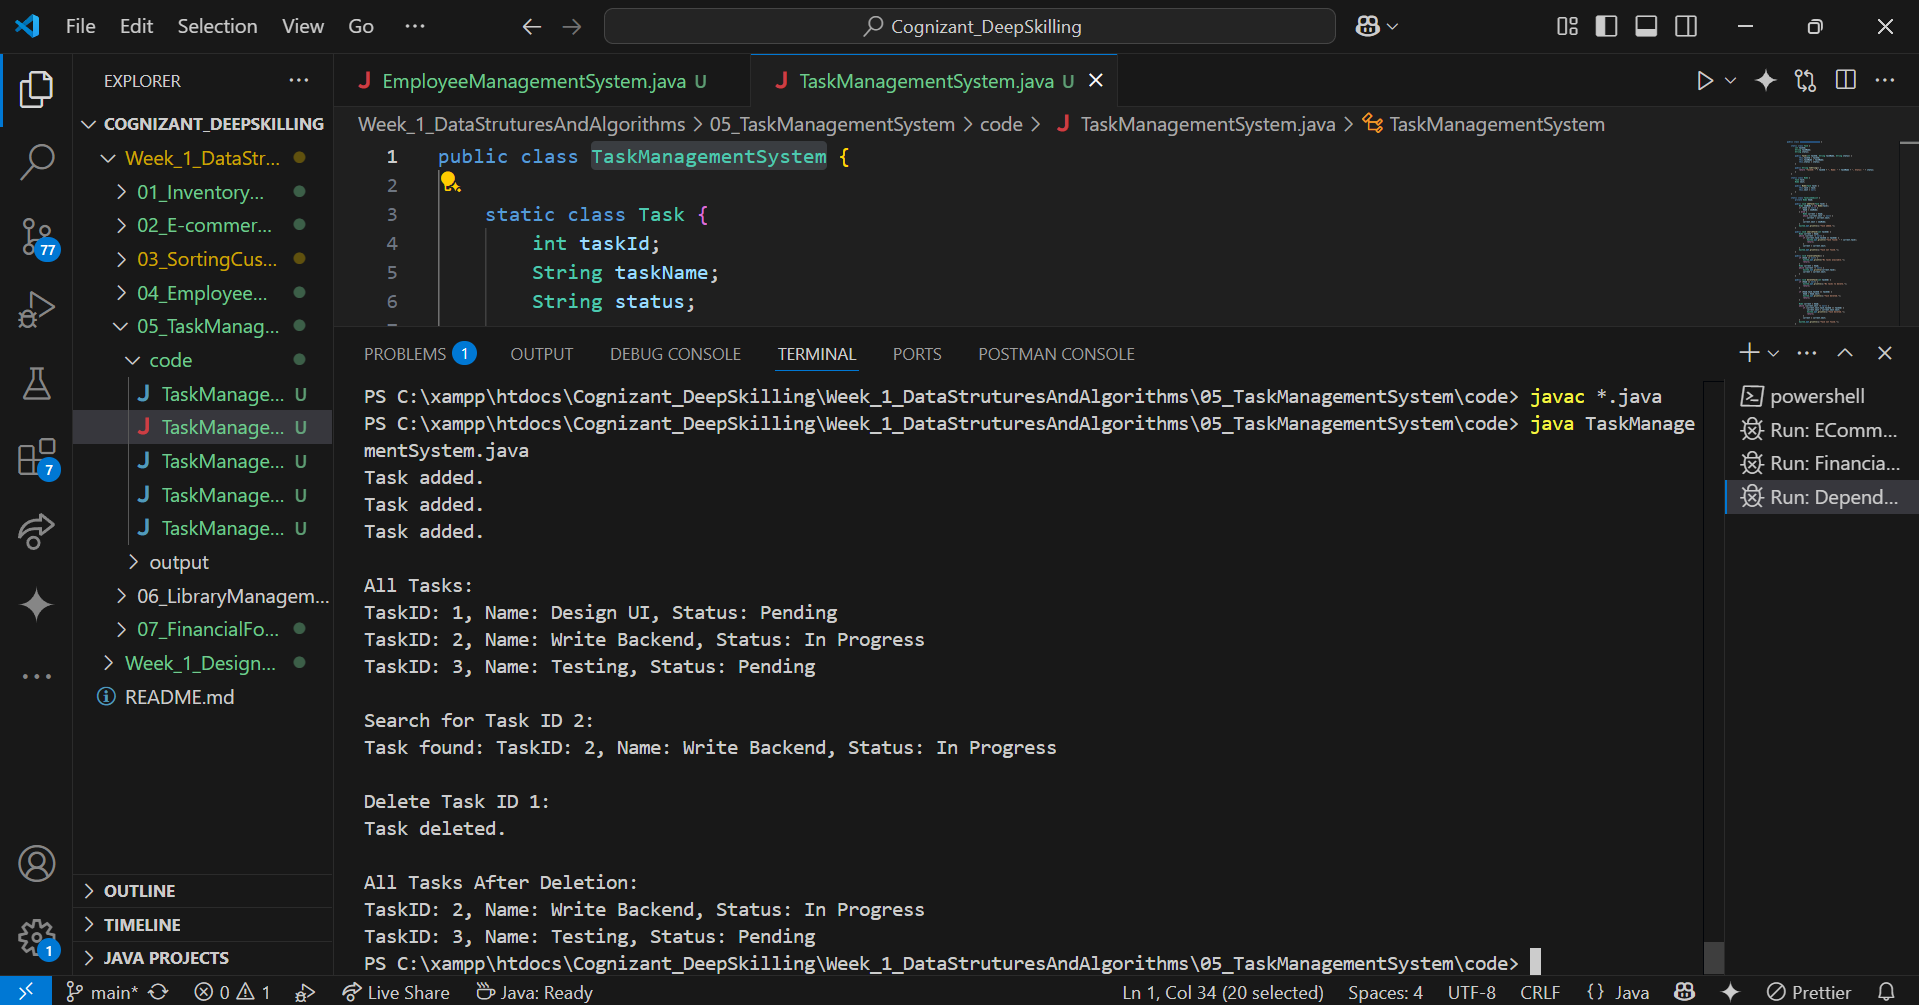 File Edit Selection View Go ··· Cognizant_DeepSkilling
EXPLORER ···
COGNIZANT_DEEPSKILLING
Week_1_DataStr...
01_Inventory...
02_E-commer...
03_SortingCus...
04_Employee...
05_TaskManag...
code
TaskManage... U
TaskManage... U
TaskManage... U
TaskManage... U
TaskManage... U
output
06_LibraryManagem...
07_FinancialFo...
Week_1_Design...
README.md
OUTLINE
TIMELINE
JAVA PROJECTS
77
7
1
EmployeeManagementSystem.java U
TaskManagementSystem.java U
Week_1_DataStruturesAndAlgorithms > 05_TaskManagementSystem > code > TaskManagementSystem.java > TaskManagementSystem
1 public class TaskManagementSystem {
2
3 static class Task {
4 int taskId;
5 String taskName;
6 String status;
PROBLEMS 1 OUTPUT DEBUG CONSOLE TERMINAL PORTS POSTMAN CONSOLE
PS C:\xampp\htdocs\Cognizant_DeepSkilling\Week_1_DataStruturesAndAlgorithms\05_TaskManagementSystem\code> javac *.java
PS C:\xampp\htdocs\Cognizant_DeepSkilling\Week_1_DataStruturesAndAlgorithms\05_TaskManagementSystem\code> java TaskManage
mentSystem.java
Task added.
Task added.
Task added.
All Tasks:
TaskID: 1, Name: Design UI, Status: Pending
TaskID: 2, Name: Write Backend, Status: In Progress
TaskID: 3, Name: Testing, Status: Pending
Search for Task ID 2:
Task found: TaskID: 2, Name: Write Backend, Status: In Progress
Delete Task ID 1:
Task deleted.
All Tasks After Deletion:
TaskID: 2, Name: Write Backend, Status: In Progress
TaskID: 3, Name: Testing, Status: Pending
PS C:\xampp\htdocs\Cognizant_DeepSkilling\Week_1_DataStruturesAndAlgorithms\05_TaskManagementSystem\code>
powershell
Run: EComm...
Run: Financia...
Run: Depend...
main* 0 1 Live Share Java: Ready Ln 1, Col 34 (20 selected) Spaces: 4 UTF-8 CRLF {} Java Prettier